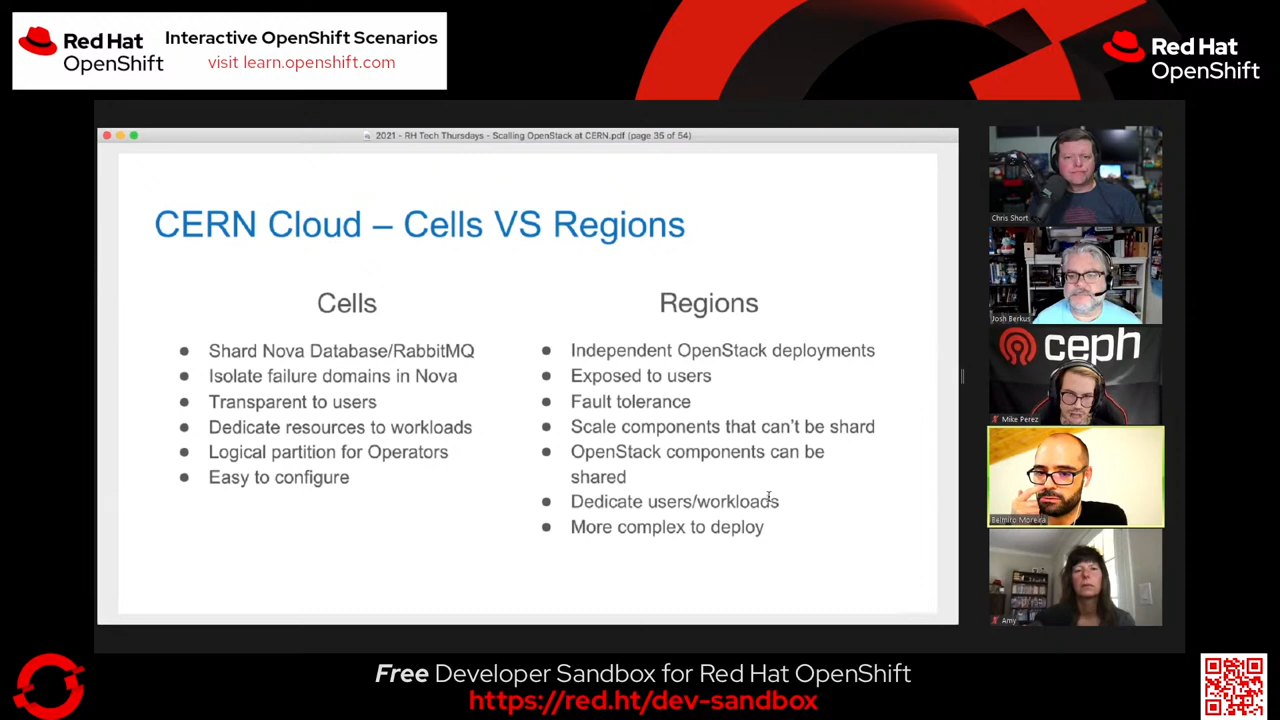 Red Hat
OpenShift
Interactive OpenShift Scenarios
visit learn.openshift.com
Red Hat
OpenShift
2021 - RH Tech Thursdays - Scalling OpenStack at CERN.pdf (page 35 of 54)
CERN Cloud – Cells VS Regions
Cells
● Shard Nova Database/RabbitMQ
● Isolate failure domains in Nova
● Transparent to users
● Dedicate resources to workloads
● Logical partition for Operators
● Easy to configure
Regions
● Independent OpenStack deployments
● Exposed to users
● Fault tolerance
● Scale components that can't be shard
● OpenStack components can be
shared
● Dedicate users/workloads
● More complex to deploy
Chris Short
Josh Berkus
ceph
Mike Perez
Belmiro Moreira
Amy
Free Developer Sandbox for Red Hat OpenShift
https://red.ht/dev-sandbox